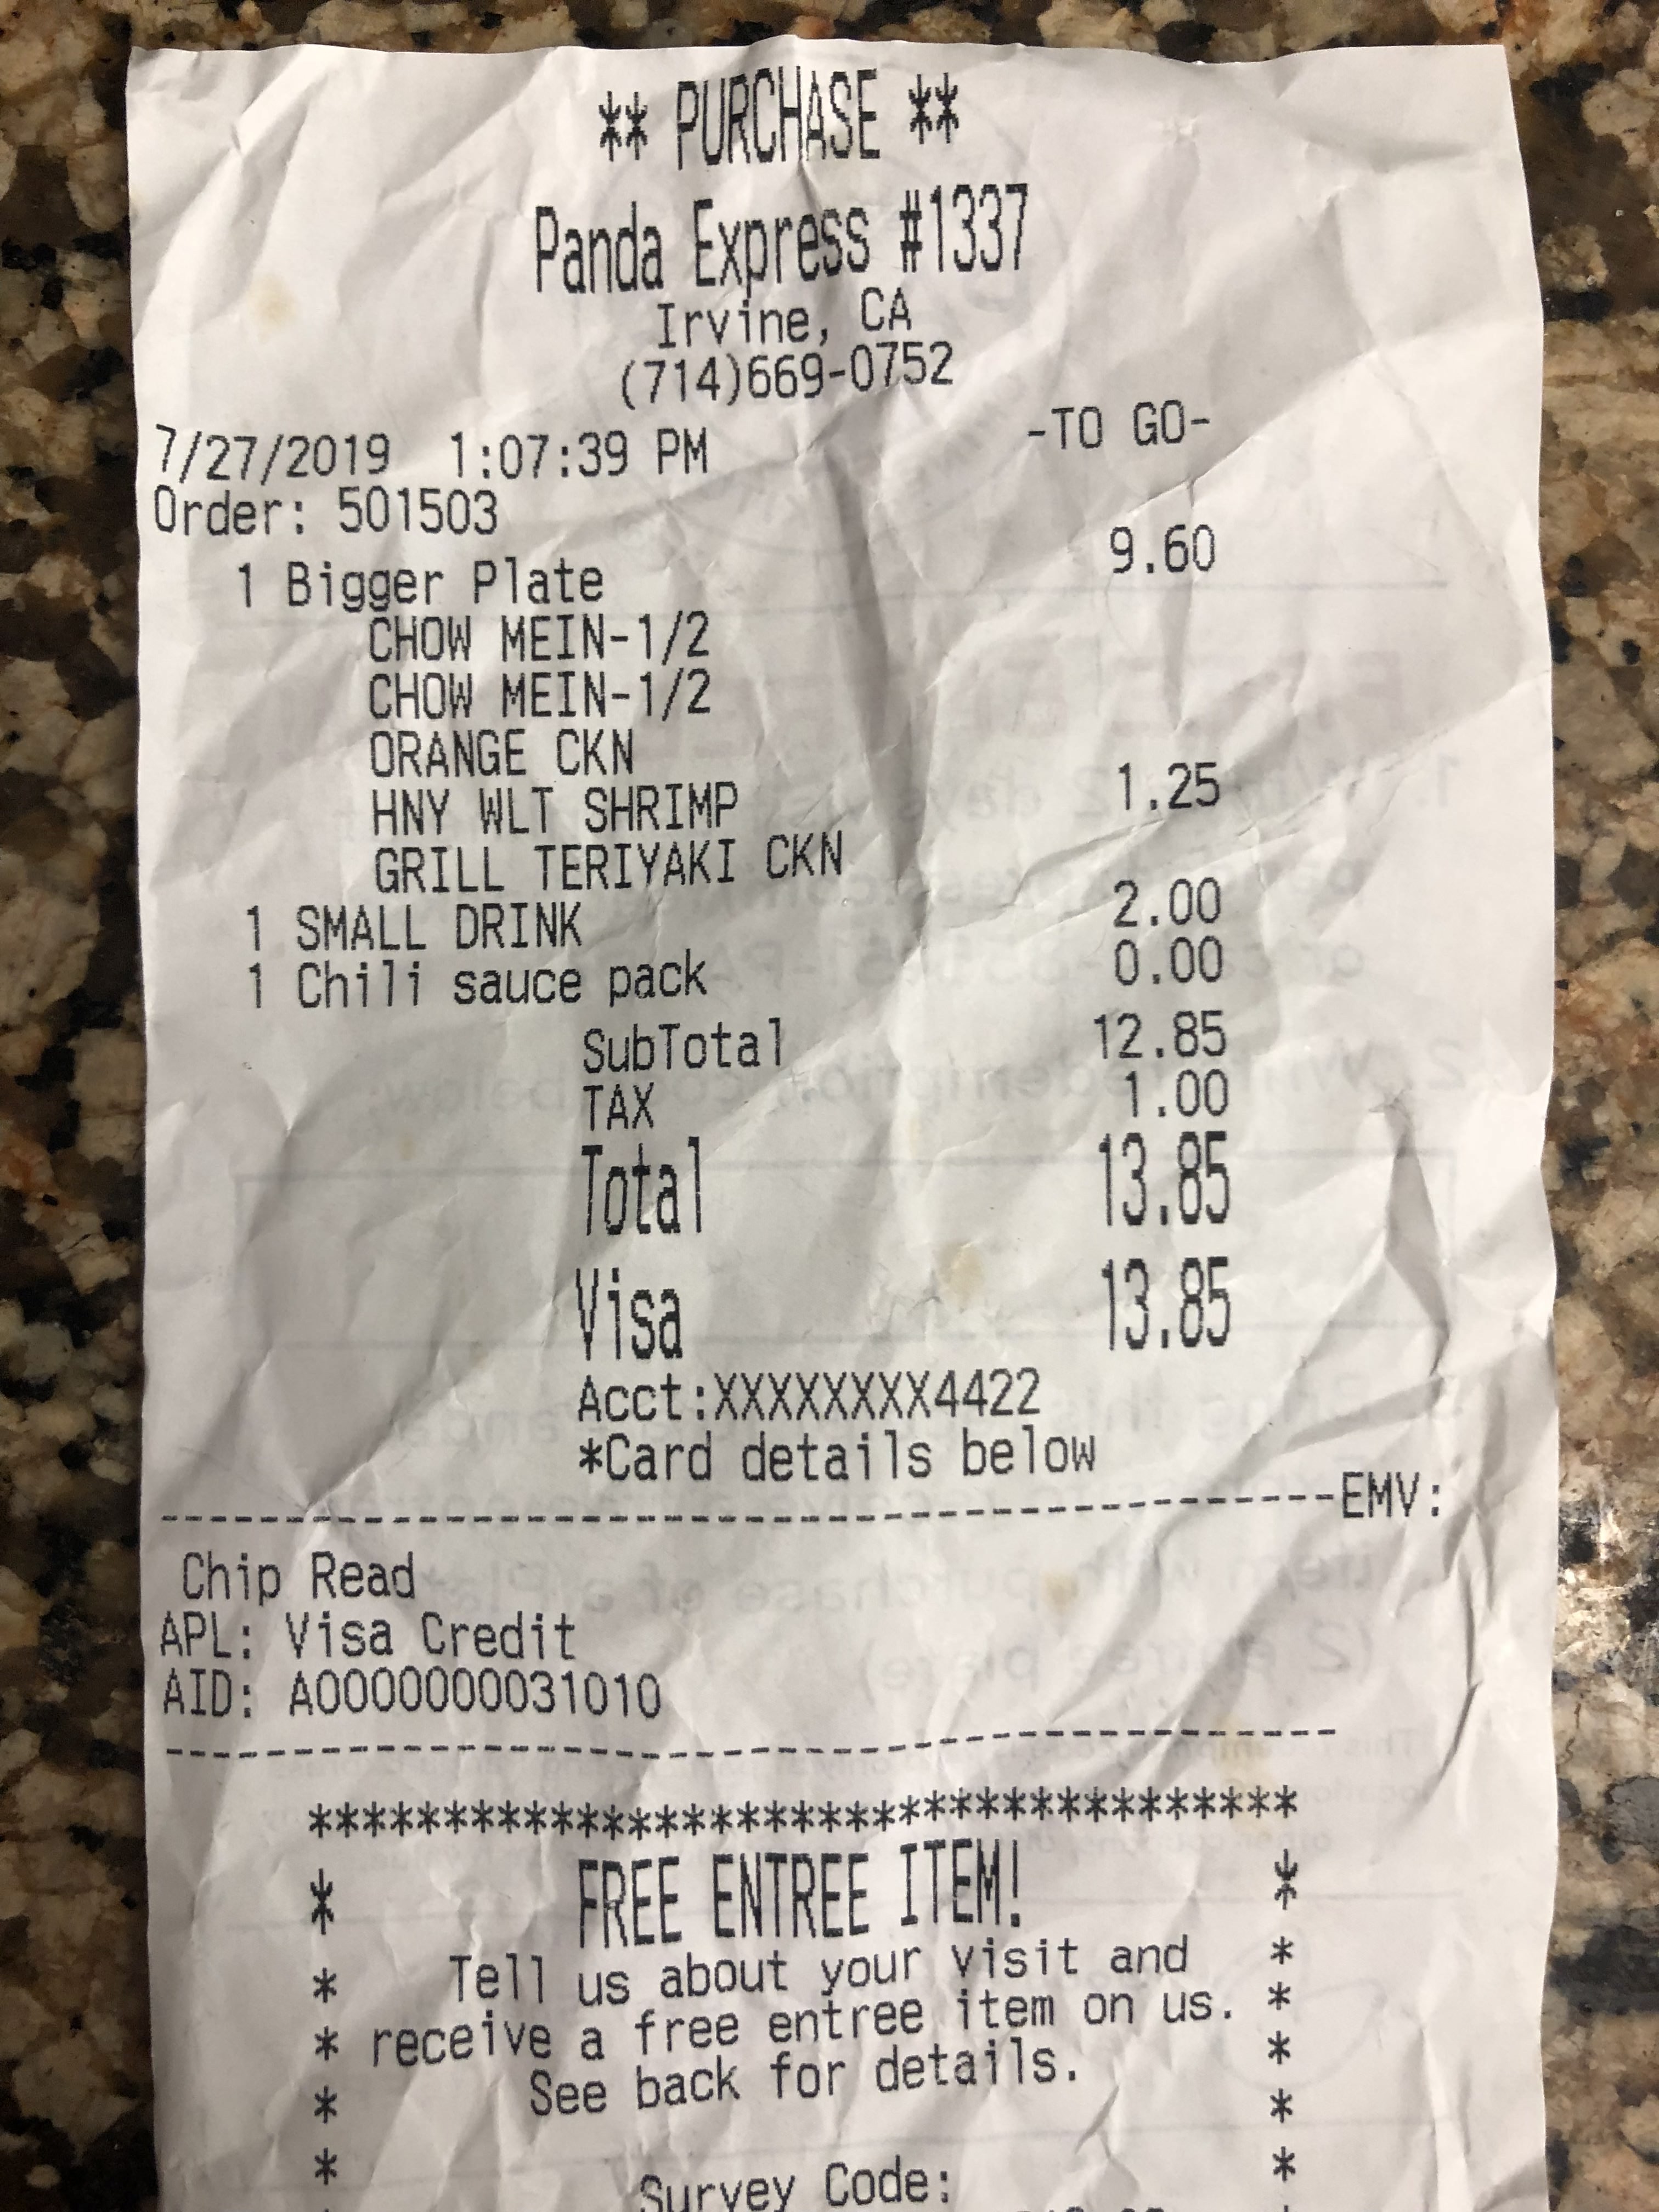 ** PURCHASE **
Panda Express #1337
Irvine, CA
(714)669-0752
-TO GO-
7/27/2019 1:07:39 PM
Order: 501503
1 Bigger Plate 9.60
CHOW MEIN-1/2
CHOW MEIN-1/2
ORANGE CKN
HNY WLT SHRIMP 1.25
GRILL TERIYAKI CKN
1 SMALL DRINK 2.00
1 Chili sauce pack 0.00
SubTotal 12.85
TAX 1.00
Total 13.85
Visa 13.85
Acct:XXXXXXXX4422
*Card details below
--------------------------------------------EMV:
Chip Read
APL: Visa Credit
AID: A0000000031010
--------------------------------------------
*************************************
* FREE ENTREE ITEM! *
* Tell us about your visit and *
* receive a free entree item on us. *
* See back for details. *
* *
* Survey Code: *